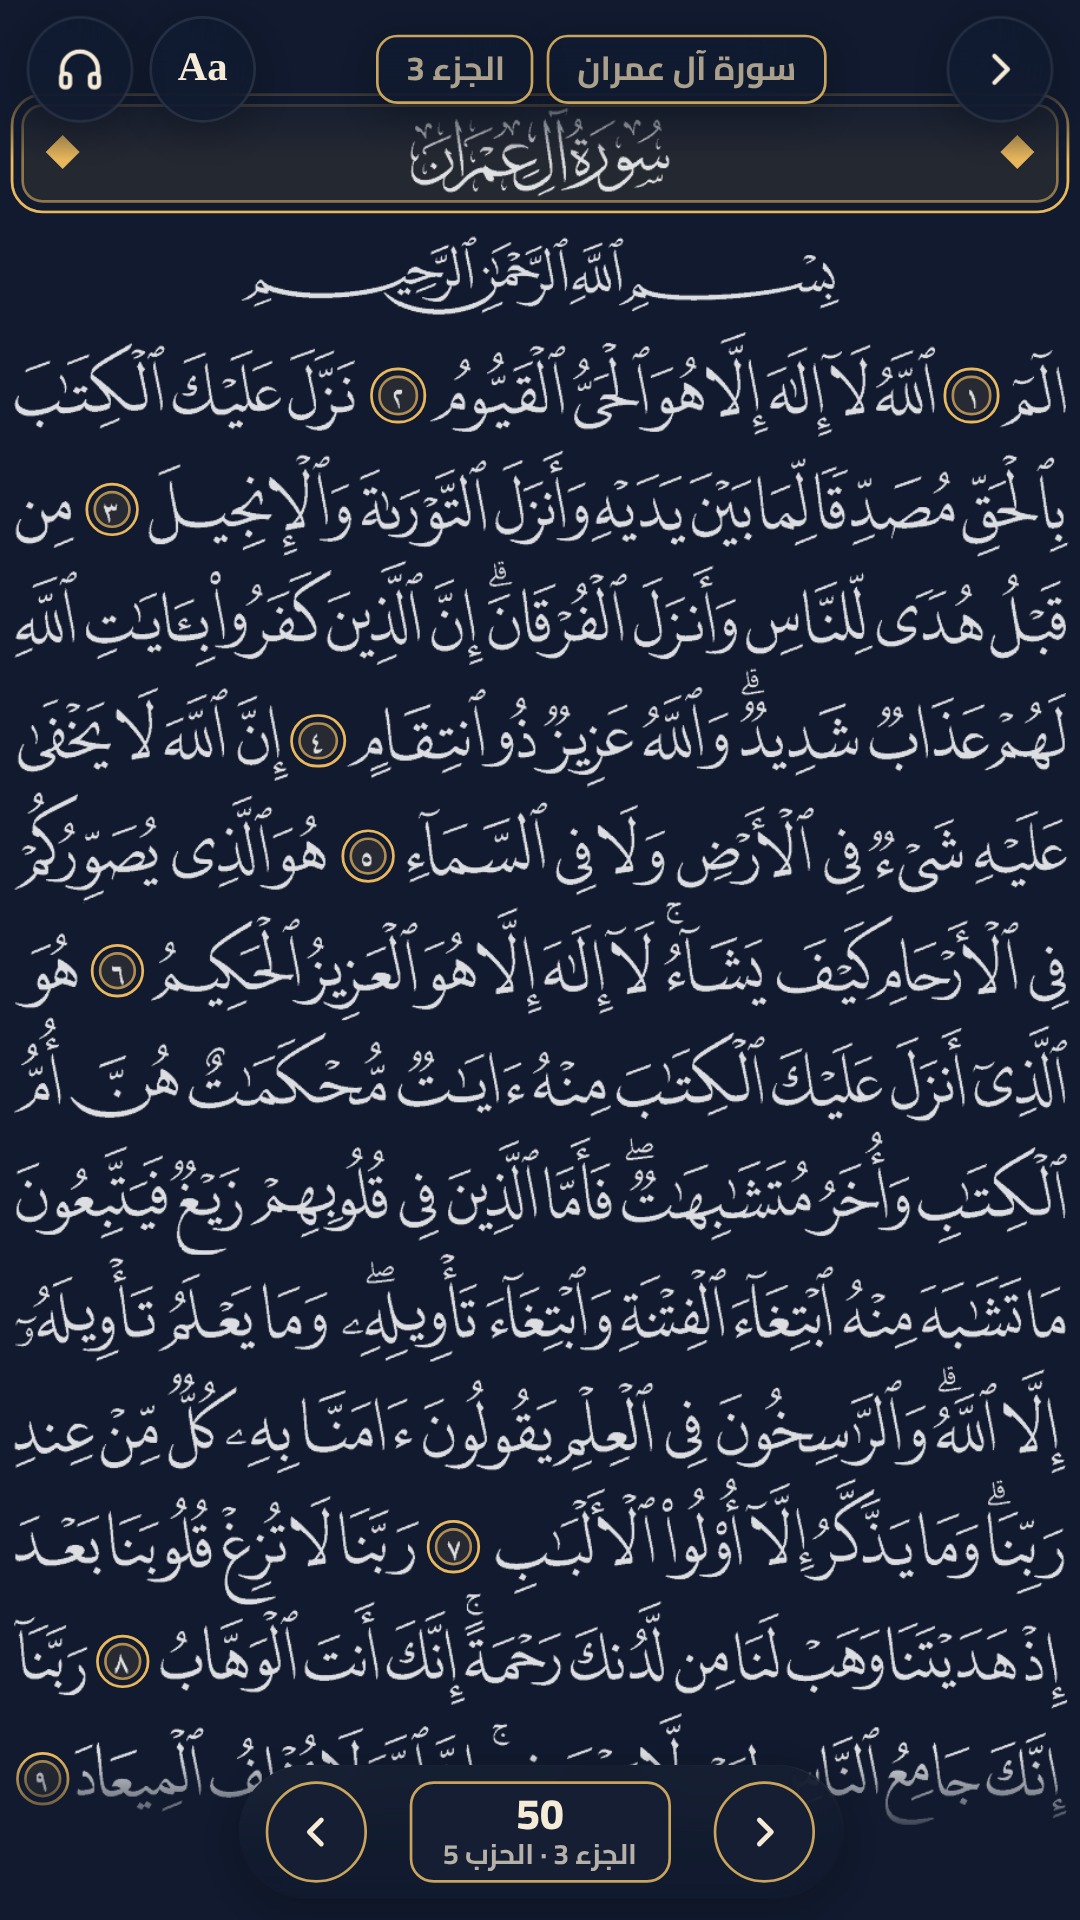 Aa
سورة آل عمران
الجزء 3
سُورَةُ آلِ عِمْرَانَ
بِسْمِ ٱللَّهِ ٱلرَّحْمَٰنِ ٱلرَّحِيمِ
الٓمٓ ١ ٱللَّهُ لَآ إِلَٰهَ إِلَّا هُوَ ٱلْحَىُّ ٱلْقَيُّومُ ٢ نَزَّلَ عَلَيْكَ ٱلْكِتَٰبَ
بِٱلْحَقِّ مُصَدِّقًا لِّمَا بَيْنَ يَدَيْهِ وَأَنزَلَ ٱلتَّوْرَىٰةَ وَٱلْإِنجِيلَ ٣ مِن
قَبْلُ هُدًى لِّلنَّاسِ وَأَنزَلَ ٱلْفُرْقَانَ ۗ إِنَّ ٱلَّذِينَ كَفَرُوا۟ بِـَٔايَٰتِ ٱللَّهِ
لَهُمْ عَذَابٌ شَدِيدٌ ۗ وَٱللَّهُ عَزِيزٌ ذُو ٱنتِقَامٍ ٤ إِنَّ ٱللَّهَ لَا يَخْفَىٰ
عَلَيْهِ شَىْءٌ فِى ٱلْأَرْضِ وَلَا فِى ٱلسَّمَآءِ ٥ هُوَ ٱلَّذِى يُصَوِّرُكُمْ
فِى ٱلْأَرْحَامِ كَيْفَ يَشَآءُ ۚ لَآ إِلَٰهَ إِلَّا هُوَ ٱلْعَزِيزُ ٱلْحَكِيمُ ٦ هُوَ
ٱلَّذِىٓ أَنزَلَ عَلَيْكَ ٱلْكِتَٰبَ مِنْهُ ءَايَٰتٌ مُّحْكَمَٰتٌ هُنَّ أُمُّ
ٱلْكِتَٰبِ وَأُخَرُ مُتَشَٰبِهَٰتٌ ۖ فَأَمَّا ٱلَّذِينَ فِى قُلُوبِهِمْ زَيْغٌ فَيَتَّبِعُونَ
مَا تَشَٰبَهَ مِنْهُ ٱبْتِغَآءَ ٱلْفِتْنَةِ وَٱبْتِغَآءَ تَأْوِيلِهِۦ ۖ وَمَا يَعْلَمُ تَأْوِيلَهُۥٓ
إِلَّا ٱللَّهُ ۗ وَٱلرَّٰسِخُونَ فِى ٱلْعِلْمِ يَقُولُونَ ءَامَنَّا بِهِۦ كُلٌّ مِّنْ عِندِ
رَبِّنَا ۗ وَمَا يَذَّكَّرُ إِلَّآ أُو۟لُوا۟ ٱلْأَلْبَٰبِ ٧ رَبَّنَا لَا تُزِغْ قُلُوبَنَا بَعْدَ
إِذْ هَدَيْتَنَا وَهَبْ لَنَا مِن لَّدُنكَ رَحْمَةً ۚ إِنَّكَ أَنتَ ٱلْوَهَّابُ ٨ رَبَّنَآ
إِنَّكَ جَامِعُ ٱلنَّاسِ ٱلْمِيعَادَ ٩
50
الجزء 3 · الحزب 5